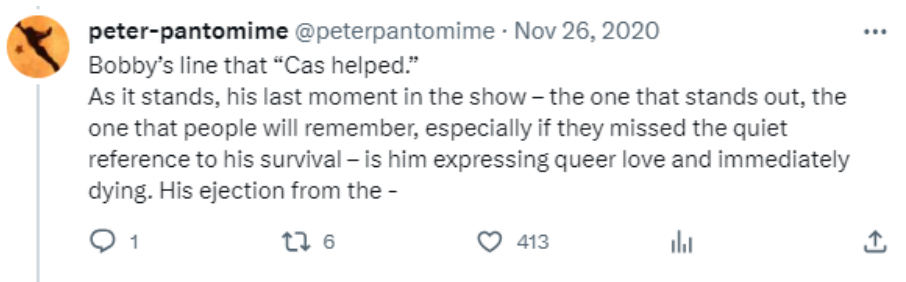 peter-pantomime @peterpantomime · Nov 26, 2020
Bobby’s line that “Cas helped.”
As it stands, his last moment in the show – the one that stands out, the
one that people will remember, especially if they missed the quiet
reference to his survival – is him expressing queer love and immediately
dying. His ejection from the -
1 6 413